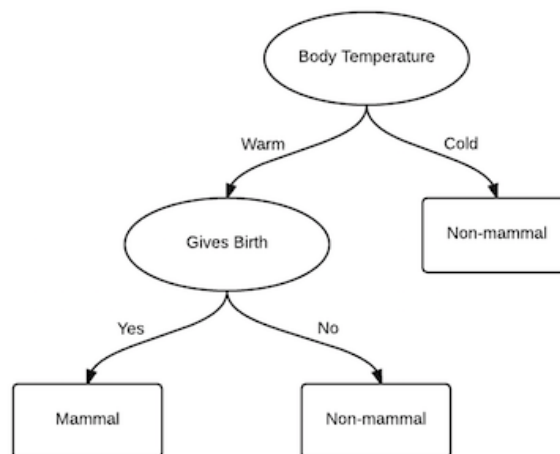 Body Temperature
Warm
Cold
Gives Birth
Non-mammal
Yes
No
Mammal
Non-mammal